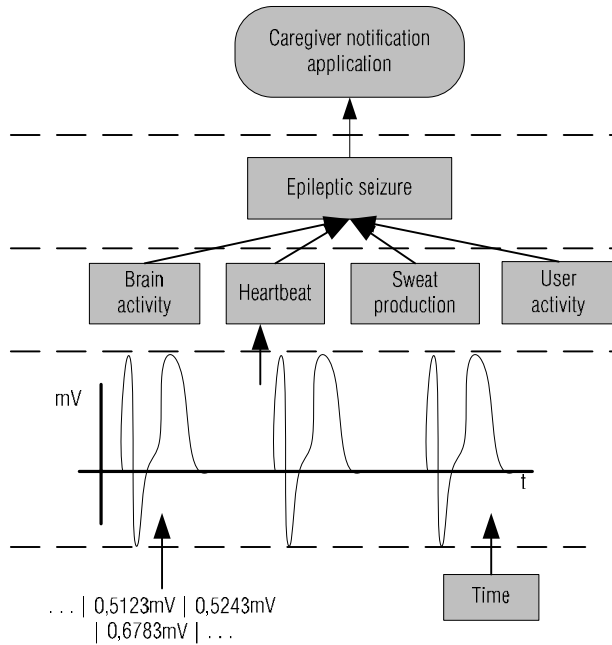 Caregiver notification
application
Epileptic seizure
Brain
activity
Heartbeat
Sweat
production
User
activity
mV
t
. . . | 0,5123mV | 0,5243mV
| 0,6783mV | . . .
Time